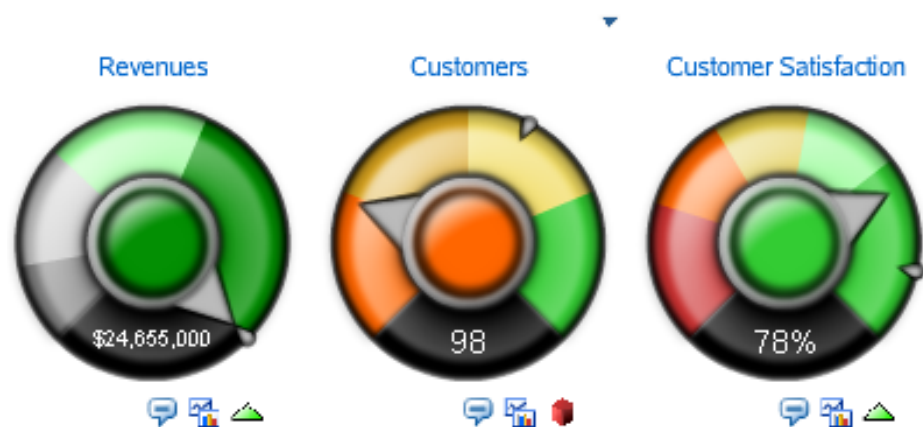 Revenues
Customers
Customer Satisfaction
$24,655,000
98
78%